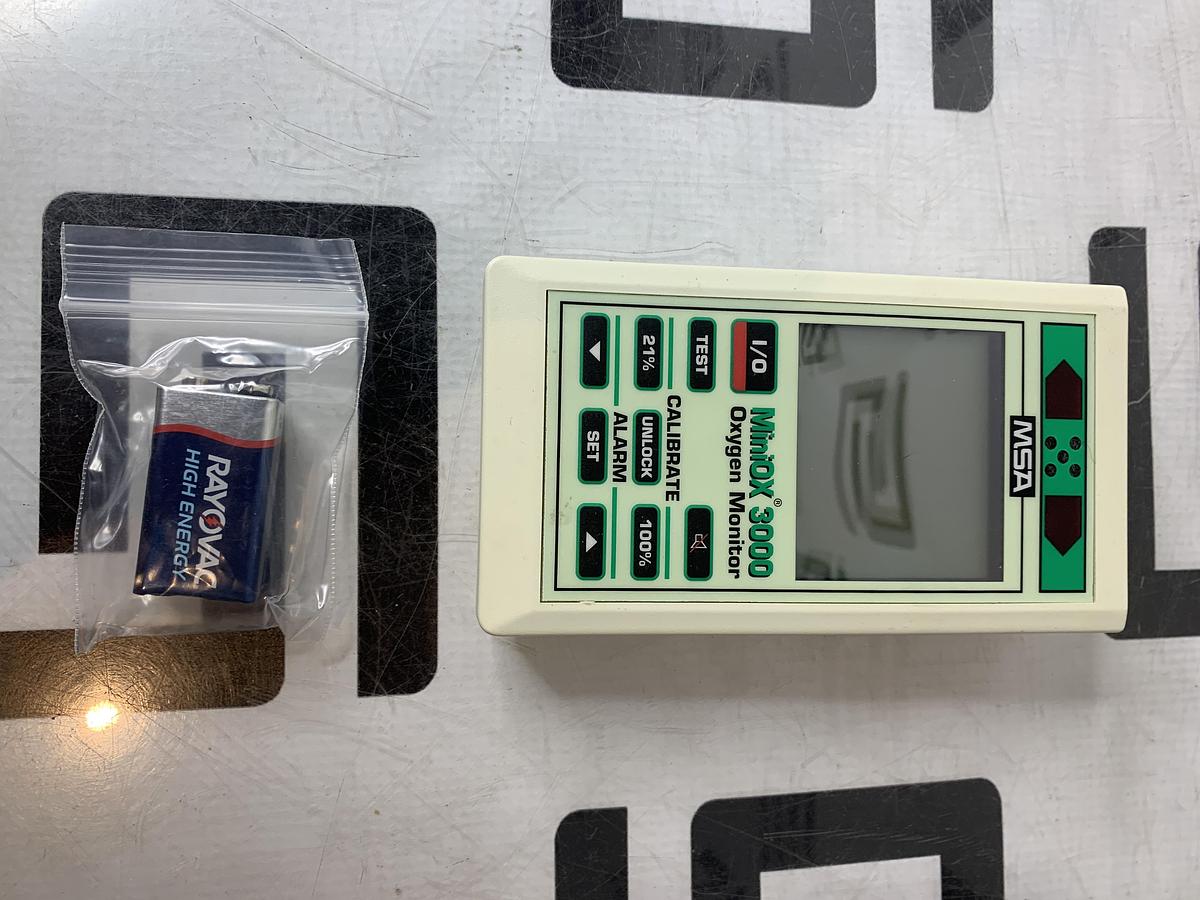 MSA
MiniOX® 3000
Oxygen Monitor
I/O
TEST
CALIBRATE
21%
UNLOCK
100%
ALARM
SET
RAYOVAC
HIGH ENERGY